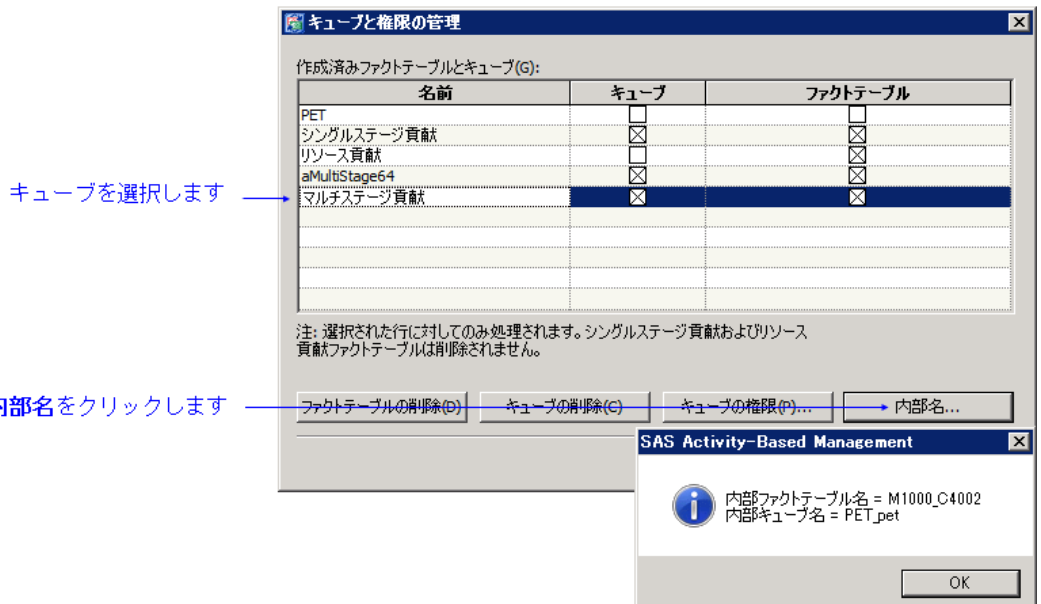 キューブと権限の管理
作成済みファクトテーブルとキューブ(G):
名前 キューブ ファクトテーブル
PET
シングルステージ貢献
リソース貢献
aMultiStage64
キューブを選択します
マルチステージ貢献
注: 選択された行に対してのみ処理されます。シングルステージ貢献およびリソース
貢献ファクトテーブルは削除されません。
内部名をクリックします
ファクトテーブルの削除(D) キューブの削除(C) キューブの権限(P)... 内部名...
SAS Activity-Based Management
内部ファクトテーブル名 = M1000_C4002
内部キューブ名 = PET_pet
OK